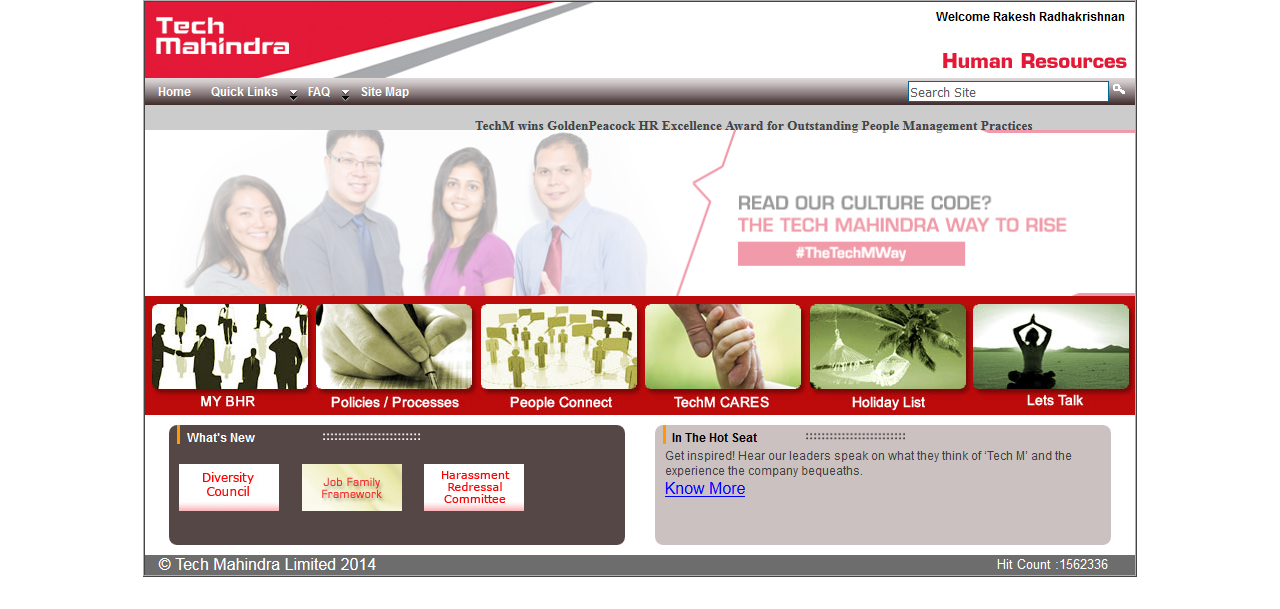 Tech
Mahindra
Welcome Rakesh Radhakrishnan
Human Resources
Home Quick Links FAQ Site Map
Search Site
TechM wins GoldenPeacock HR Excellence Award for Outstanding People Management Practices
READ OUR CULTURE CODE?
THE TECH MAHINDRA WAY TO RISE
#TheTechMWay
MY BHR
Policies / Processes
People Connect
TechM CARES
Holiday List
Lets Talk
What's New
Diversity
Council
Job Family
Framework
Harassment
Redressal
Committee
In The Hot Seat
Get inspired! Hear our leaders speak on what they think of ‘Tech M’ and the
experience the company bequeaths.
Know More
© Tech Mahindra Limited 2014
Hit Count :1562336